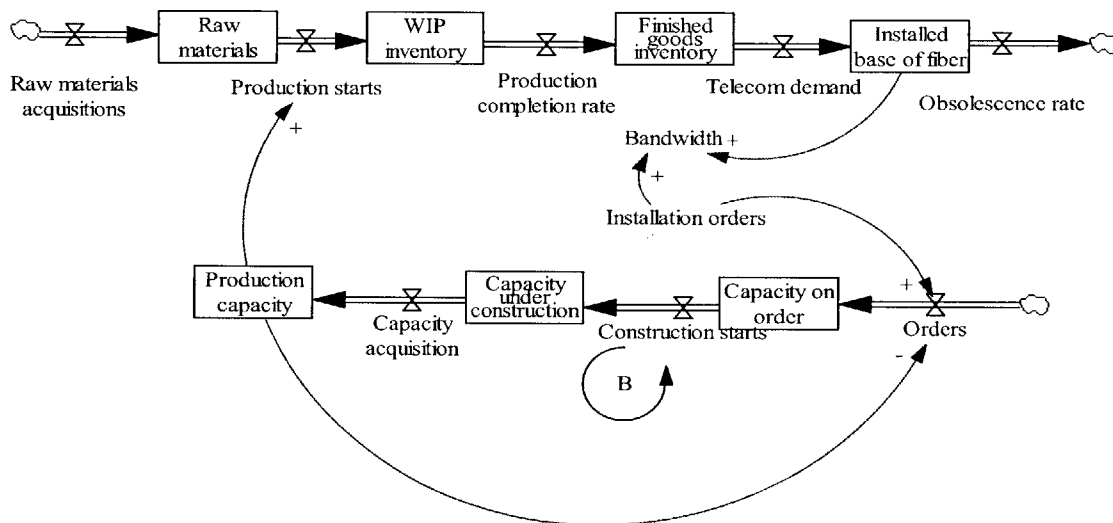 Raw
materials
WIP
inventory
Finished
goods
inventory
Installed
base of fiber
Raw materials
acquisitions
Production starts
Production
completion rate
Telecom demand
Obsolescence rate
+
Bandwidth +
+
Installation orders
Production
capacity
Capacity
under
construction
Capacity on
order
+
Capacity
acquisition
Construction starts
Orders
-
B